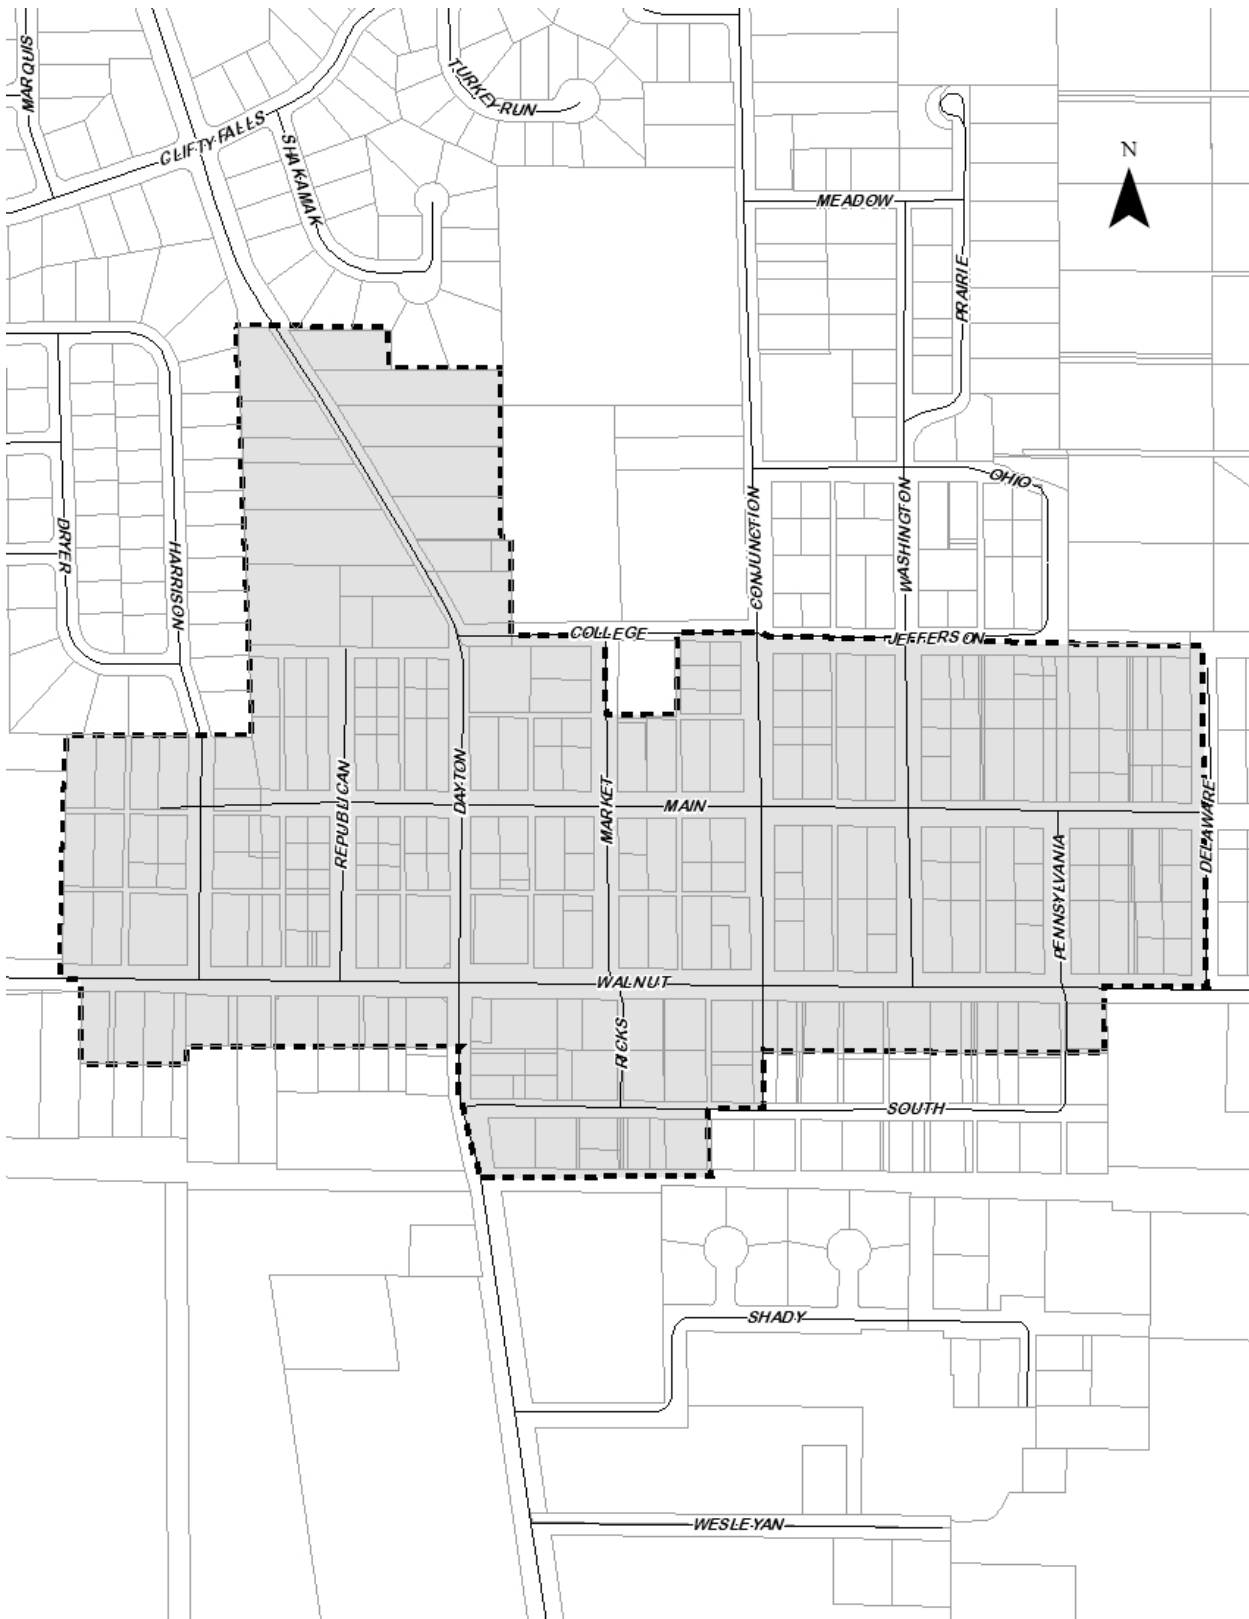 MARQUIS
TURKEY RUN
CLIFTY FALLS
SHAKAMAK
N
MEADOW
PRAIRIE
OHIO
CONJUNCTION
WASHINGTON
DRYER
HARRISON
COLLEGE
JEFFERSON
REPUBLICAN
DAYTON
MARKET
MAIN
DELAWARE
PENNSYLVANIA
WALNUT
RICKS
SOUTH
SHADY
WESLEYAN